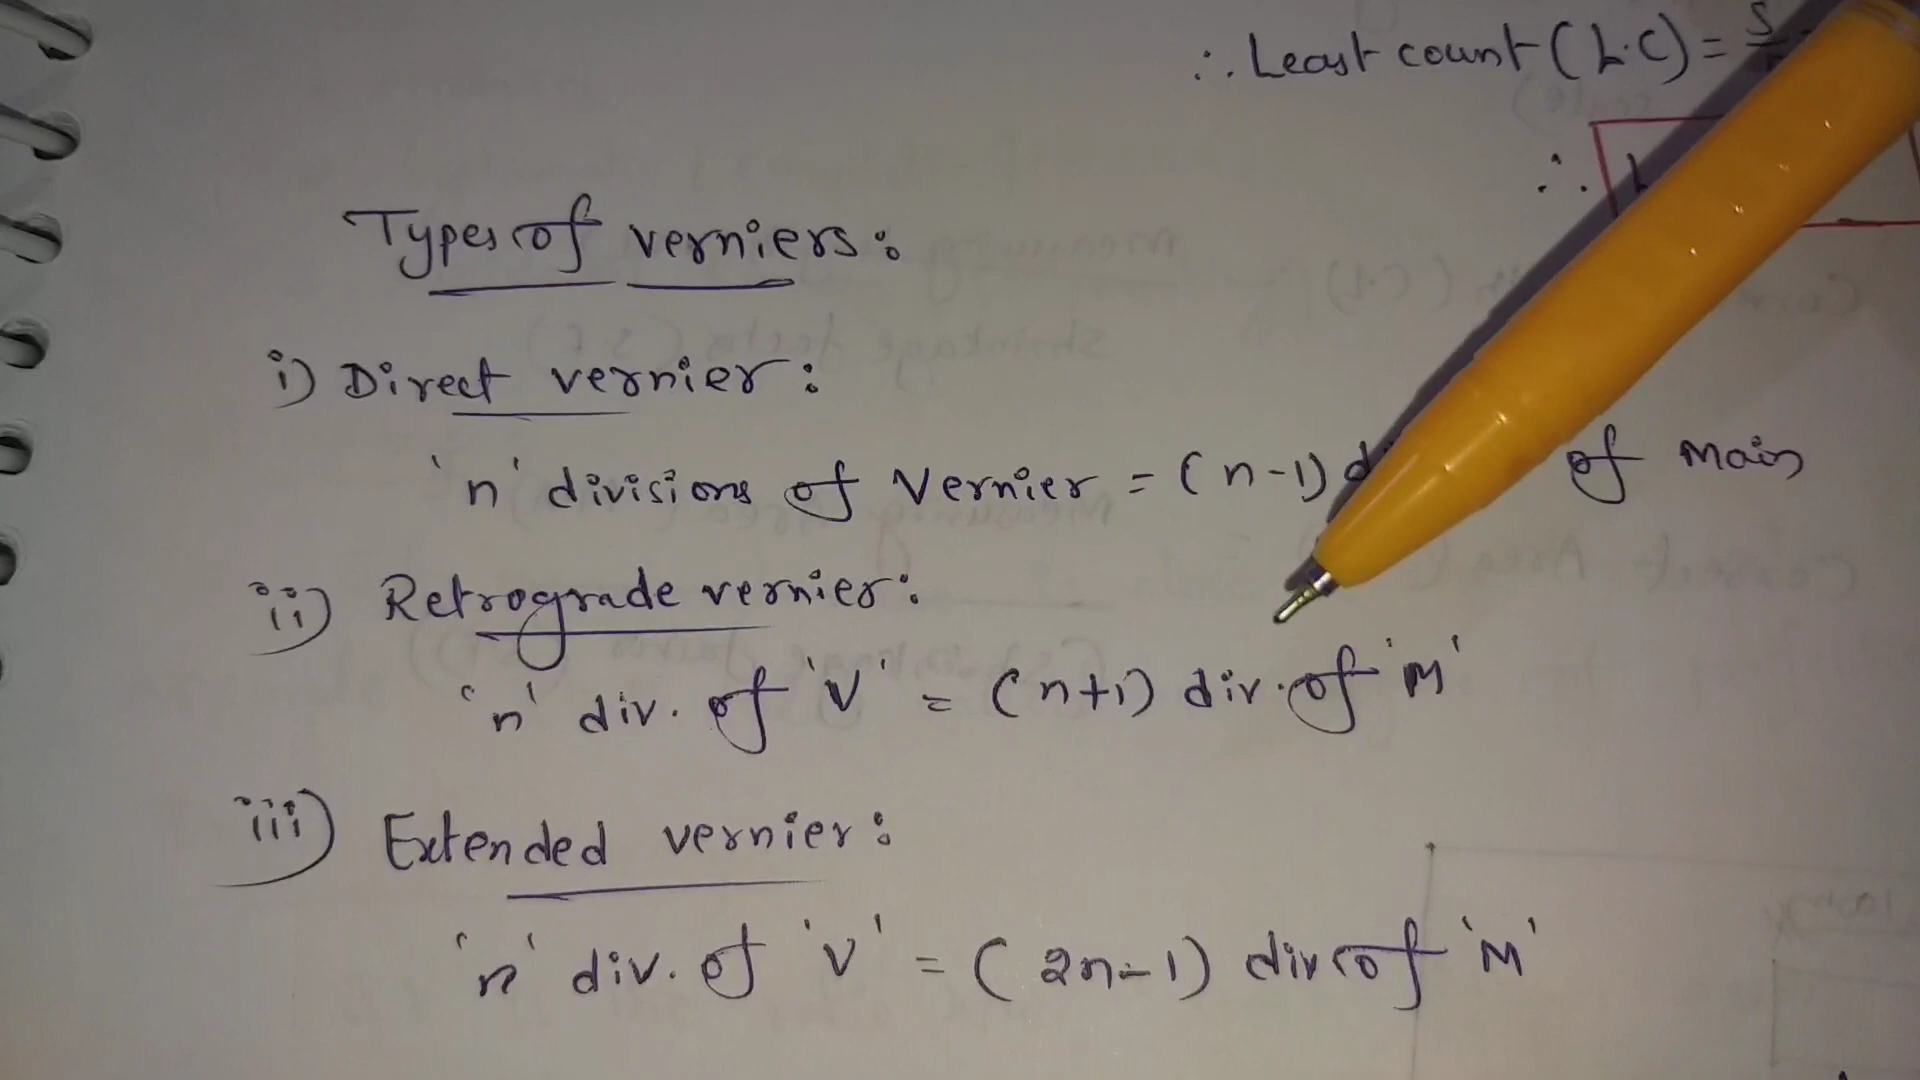 ∴ Least count (L.C) = S
∴
Types of verniers:
i) Direct vernier:
'n' divisions of Vernier = (n-1) d of Main
ii) Retrograde vernier:
'n' div. of 'V' = (n+1) div. of 'M'
iii) Extended vernier:
'n' div. of 'V' = (2n-1) div of 'M'